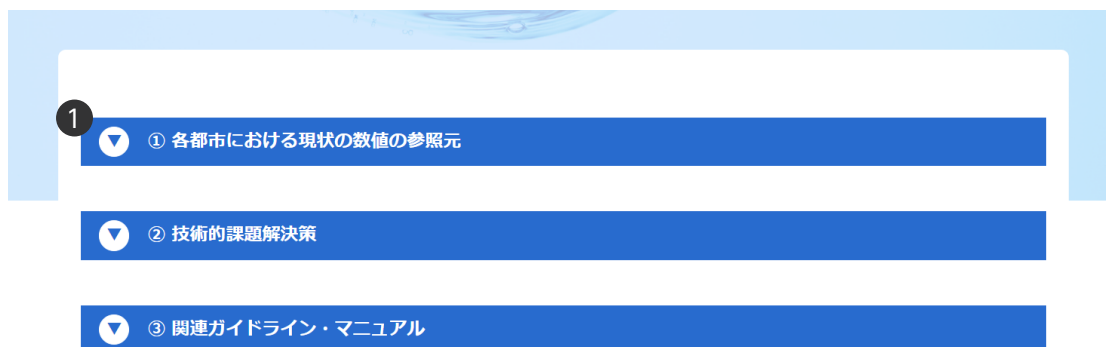 1
① 各都市における現状の数値の参照元
② 技術的課題解決策
③ 関連ガイドライン・マニュアル